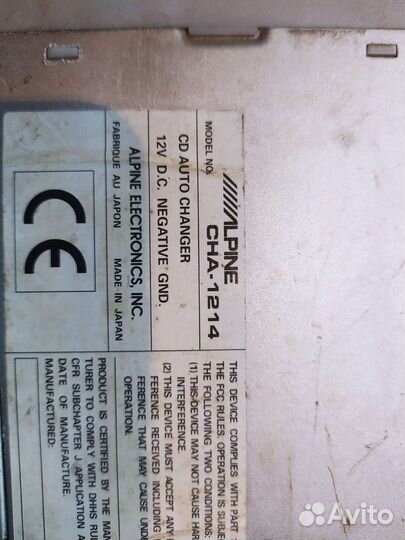 MODEL NO. /////ALPINE
CHA-1214
CD AUTO CHANGER
12V D.C. NEGATIVE GND.
ALPINE ELECTRONICS, INC.
FABRIQUE AU JAPON MADE IN JAPAN
CE
THIS DEVICE COMPLIES WITH PART
THE FCC RULES. OPERATION IS SUBJE
THE FOLLOWING TWO CONDITIONS:
(1) THIS DEVICE MAY NOT CAUSE HAR
INTERFERENCE.
(2) THIS DEVICE MUST ACCEPT ANY
FERENCE RECEIVED, INCLUDING
FERENCE THAT MAY CAUSE UNDE
OPERATION.
PRODUCT IS CERTIFIED BY THE MAN
TURER TO COMPLY WITH DHHS RU
CFR SUBCHAPTER J. APPLICATION A
DATE OF MANUFACTURE.
MANUFACTURED:
Avito